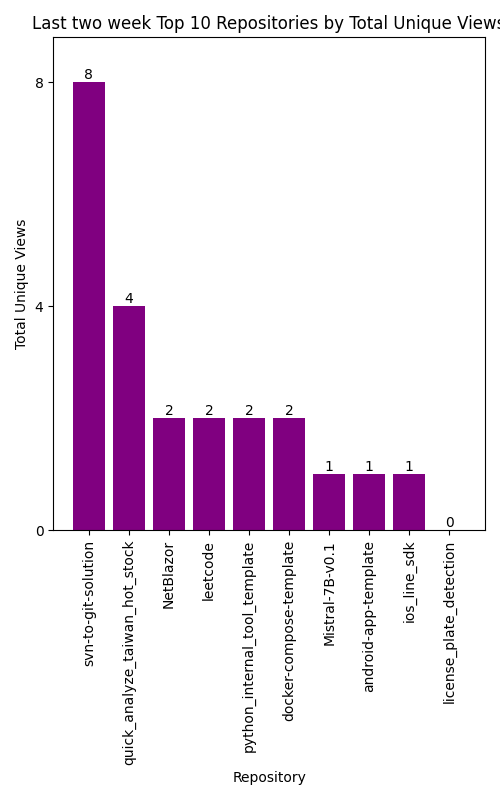 Last two week Top 10 Repositories by Total Unique Views
8
4
0
Total Unique Views
8
4
2
2
2
2
1
1
1
0
svn-to-git-solution
quick_analyze_taiwan_hot_stock
NetBlazor
leetcode
python_internal_tool_template
docker-compose-template
Mistral-7B-v0.1
android-app-template
ios_line_sdk
license_plate_detection
Repository